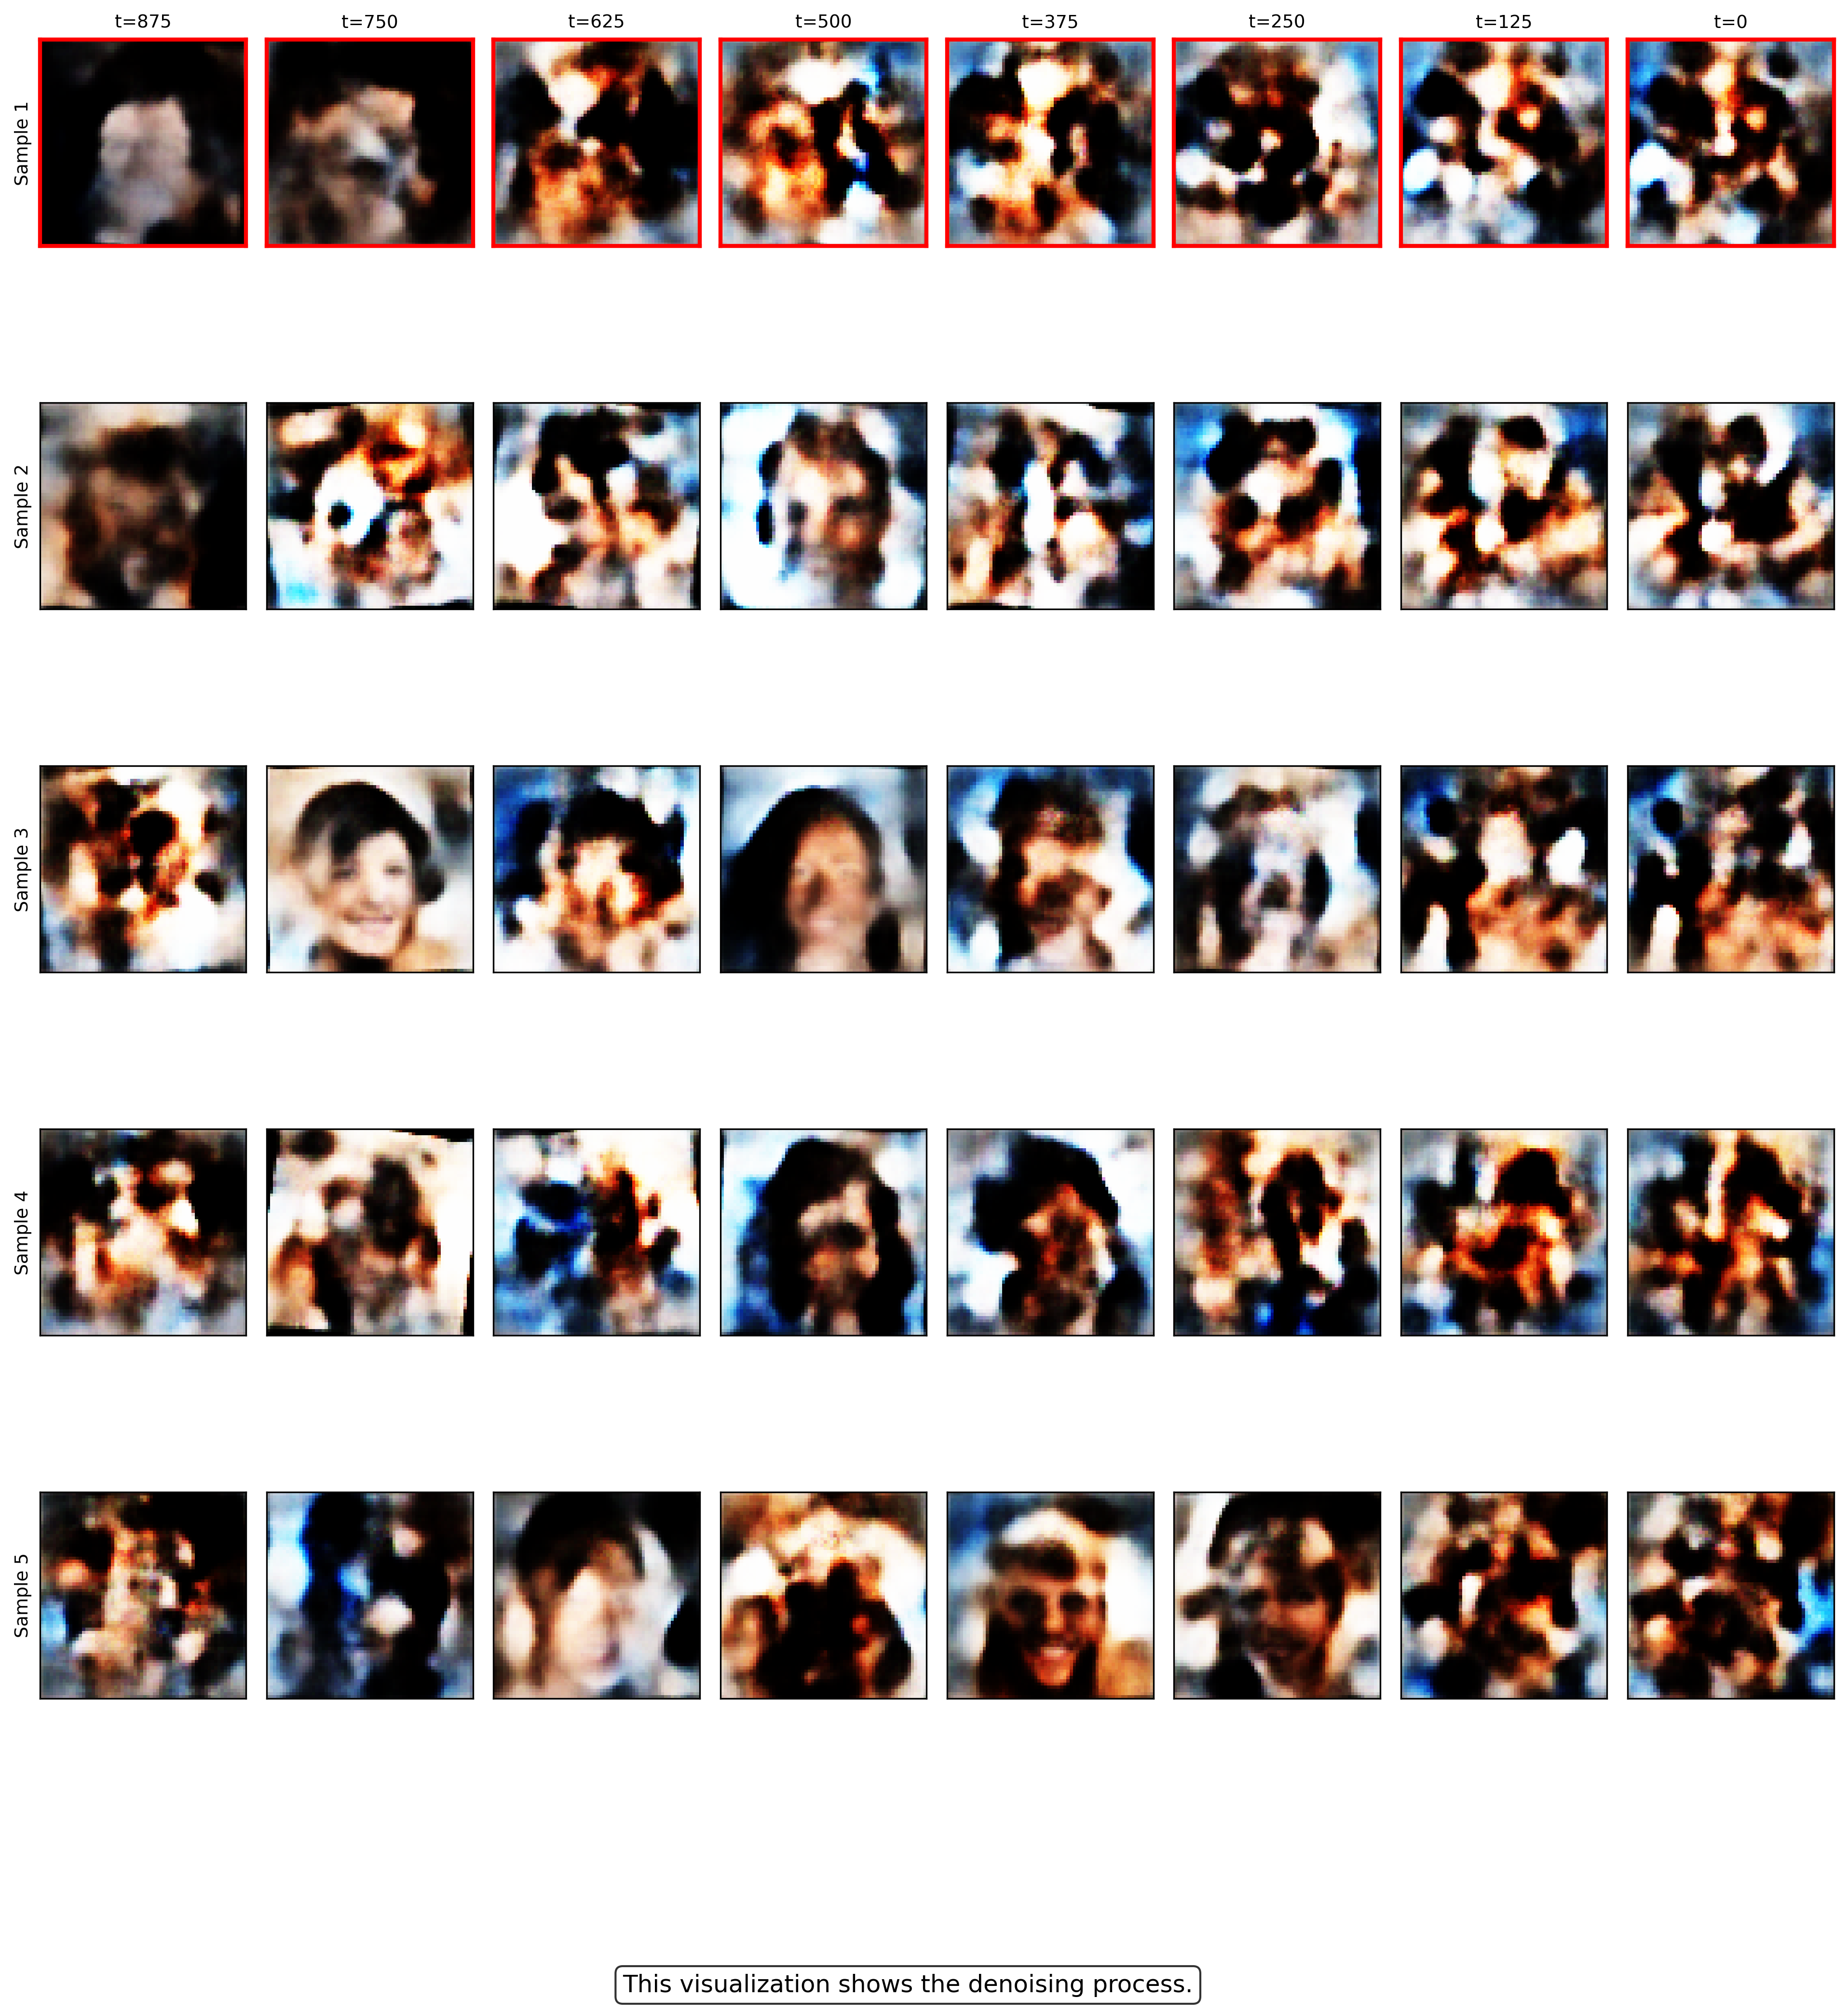 t=875 t=750 t=625 t=500 t=375 t=250 t=125 t=0
Sample 1
Sample 2
Sample 3
Sample 4
Sample 5
This visualization shows the denoising process.